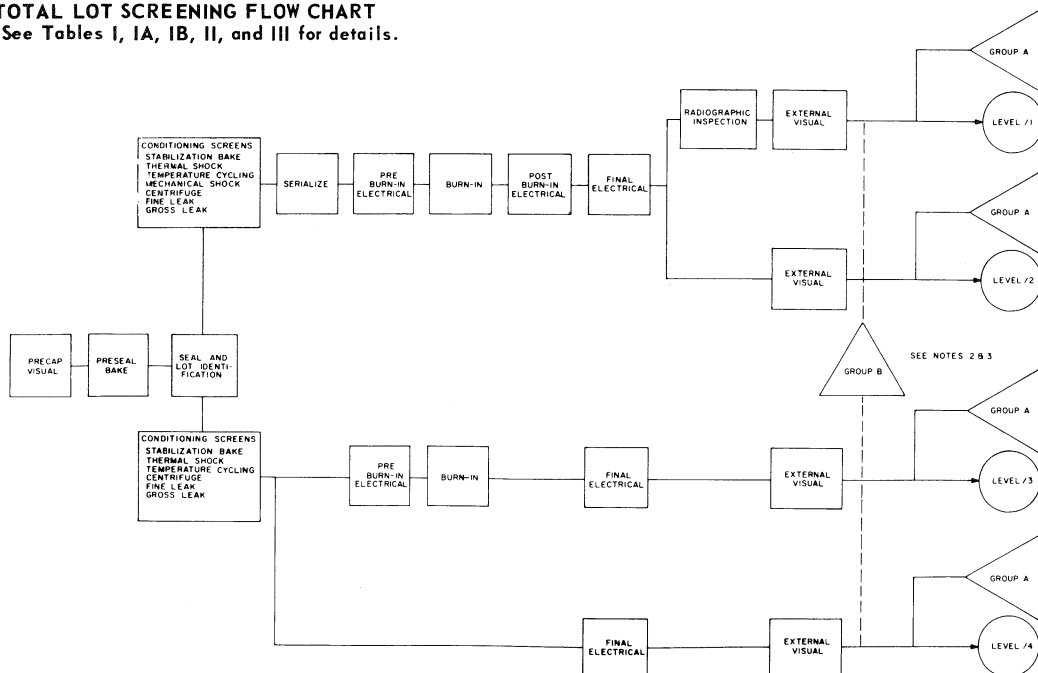 TOTAL LOT SCREENING FLOW CHART
See Tables I, IA, IB, II, and III for details.
GROUP A
RADIOGRAPHIC
INSPECTION
EXTERNAL
VISUAL
LEVEL /1
CONDITIONING SCREENS
STABILIZATION BAKE
THERMAL SHOCK
TEMPERATURE CYCLING
MECHANICAL SHOCK
CENTRIFUGE
FINE LEAK
GROSS LEAK
SERIALIZE
PRE
BURN-IN
ELECTRICAL
BURN-IN
POST
BURN-IN
ELECTRICAL
FINAL
ELECTRICAL
GROUP A
EXTERNAL
VISUAL
LEVEL /2
PRECAP
VISUAL
PRESEAL
BAKE
SEAL AND
LOT IDENTI-
FICATION
GROUP B
SEE NOTES 2 & 3
GROUP A
CONDITIONING SCREENS
STABILIZATION BAKE
THERMAL SHOCK
TEMPERATURE CYCLING
CENTRIFUGE
FINE LEAK
GROSS LEAK
PRE
BURN-IN
ELECTRICAL
BURN-IN
FINAL
ELECTRICAL
EXTERNAL
VISUAL
LEVEL /3
GROUP A
FINAL
ELECTRICAL
EXTERNAL
VISUAL
LEVEL /4